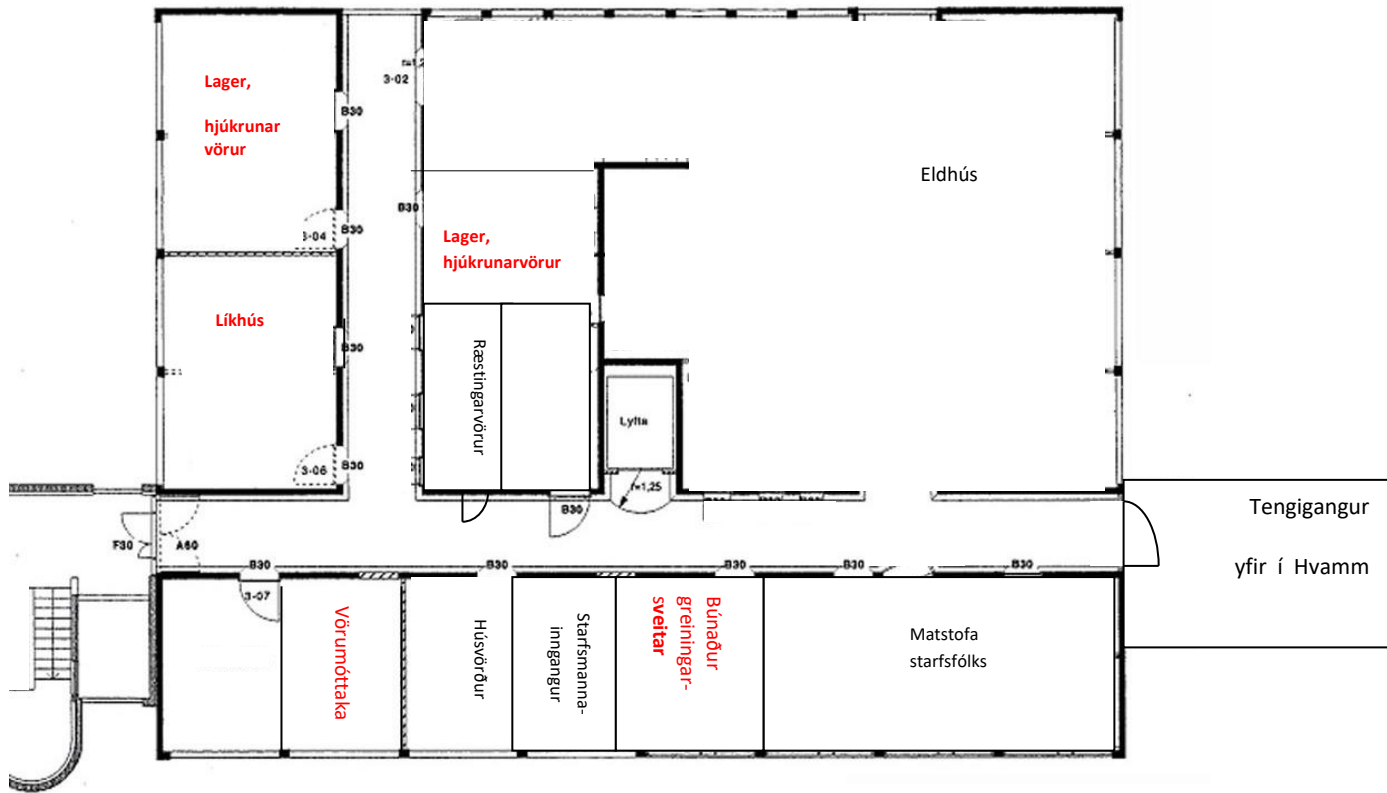 Lager,
hjúkrunar
vörur
3-02
B30
B30
3-04
Líkhús
B30
3-06
B30
B30
Lager,
hjúkrunarvörur
Eldhús
Ræstingarvörur
Lyfta
r=1,25
B30
F30
A60
B30
B30
B30
B30
B30
Tengigangur
yfir í Hvamm
3-07
Vörumóttaka
Húsvörður
Starfsmanna-
inngangur
Búnaður
greiningar-
sveitar
Matstofa
starfsfólks